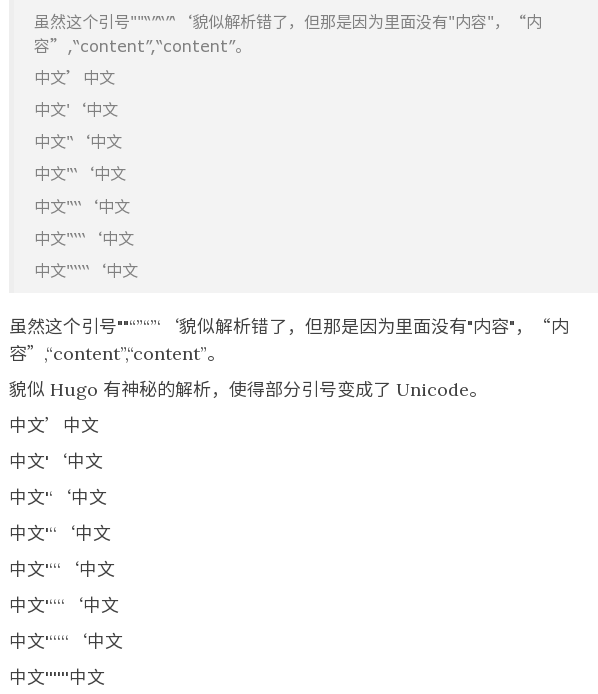 虽然这个引号""“”“”‘ ‘貌似解析错了，但那是因为里面没有"内容"，“内
容”,“content”,“content”。
中文’中文
中文'‘中文
中文'‘‘中文
中文'‘‘‘中文
中文'‘‘‘‘中文
中文'‘‘‘‘‘中文
中文'‘‘‘‘‘‘中文
虽然这个引号""“”“”‘ ‘貌似解析错了，但那是因为里面没有"内容"，“内
容”,“content”,“content”。
貌似 Hugo 有神秘的解析，使得部分引号变成了 Unicode。
中文’中文
中文'‘中文
中文'‘‘中文
中文'‘‘‘中文
中文'‘‘‘‘中文
中文'‘‘‘‘‘中文
中文'‘‘‘‘‘‘中文
中文''''''中文